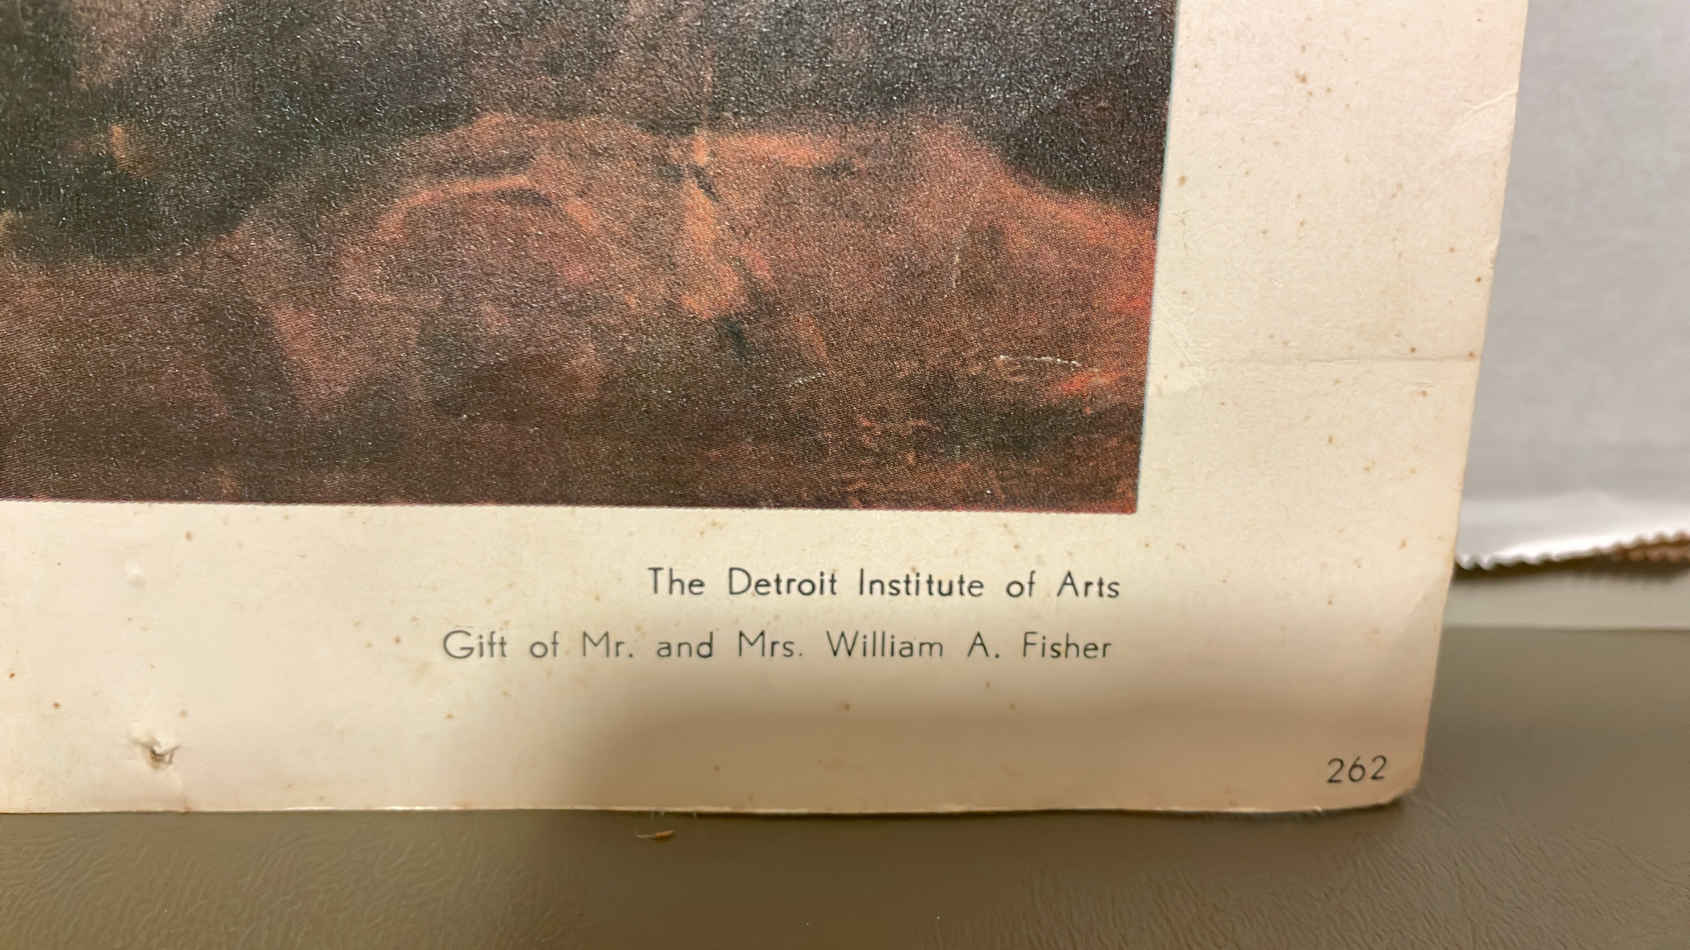 The Detroit Institute of Arts
Gift of Mr. and Mrs. William A. Fisher
262